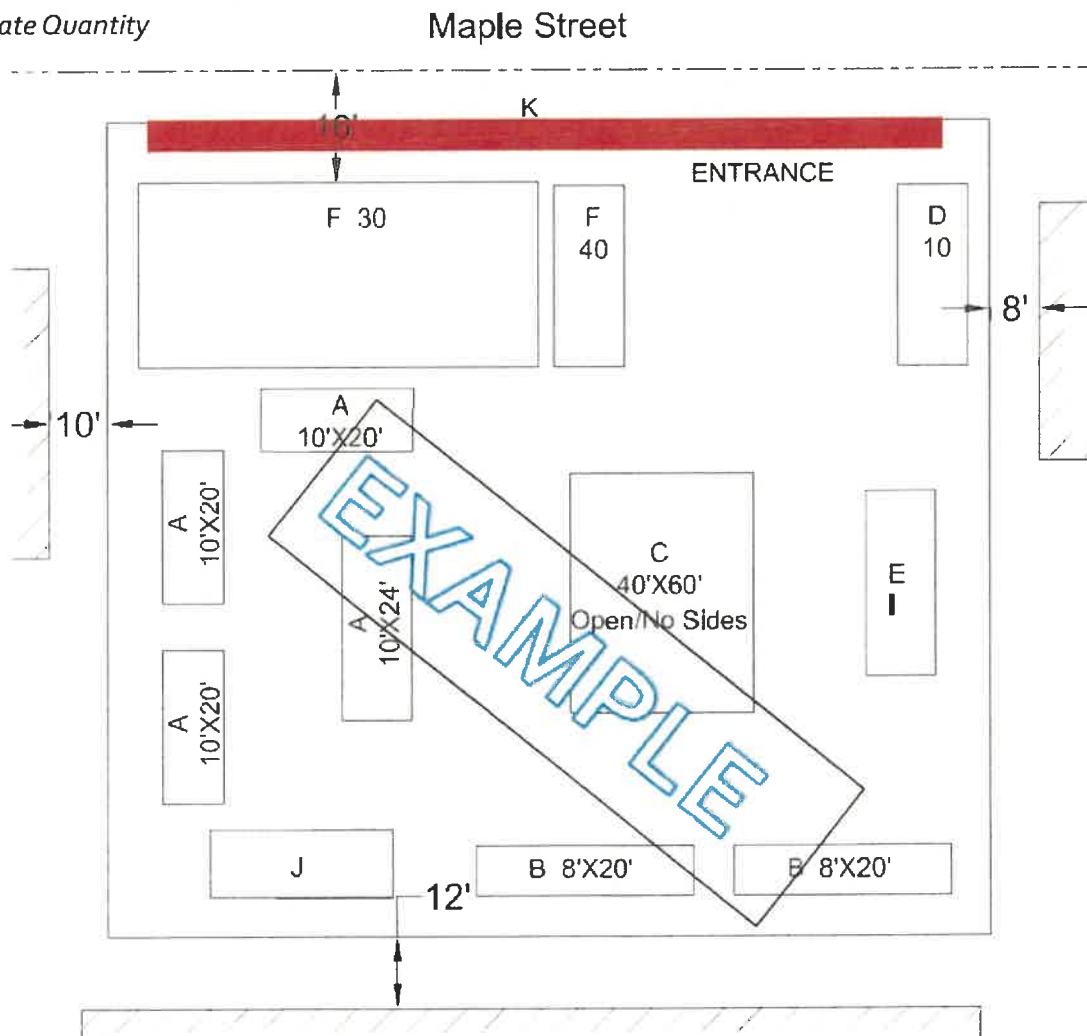 ate Quantity
Maple Street
K
16'
ENTRANCE
F 30
F
40
D
10
8'
10'
A
10'X20'
A
10'X20'
EXAMPLE
A
10'X24'
C
40'X60'
Open/No Sides
E
I
A
10'X20'
J
B 8'X20'
B 8'X20'
12'